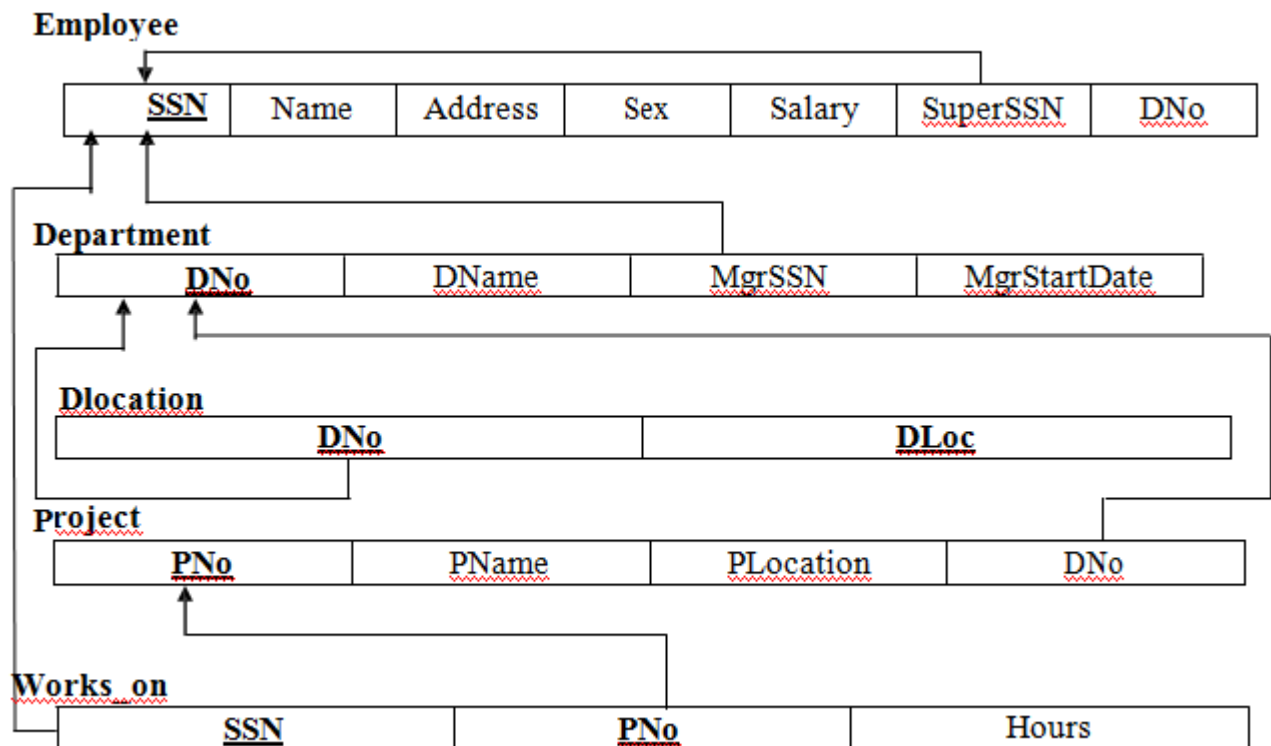 Employee
SSN Name Address Sex Salary SuperSSN DNo
Department
DNo DName MgrSSN MgrStartDate
Dlocation
DNo DLoc
Project
PNo PName PLocation DNo
Works_on
SSN PNo Hours